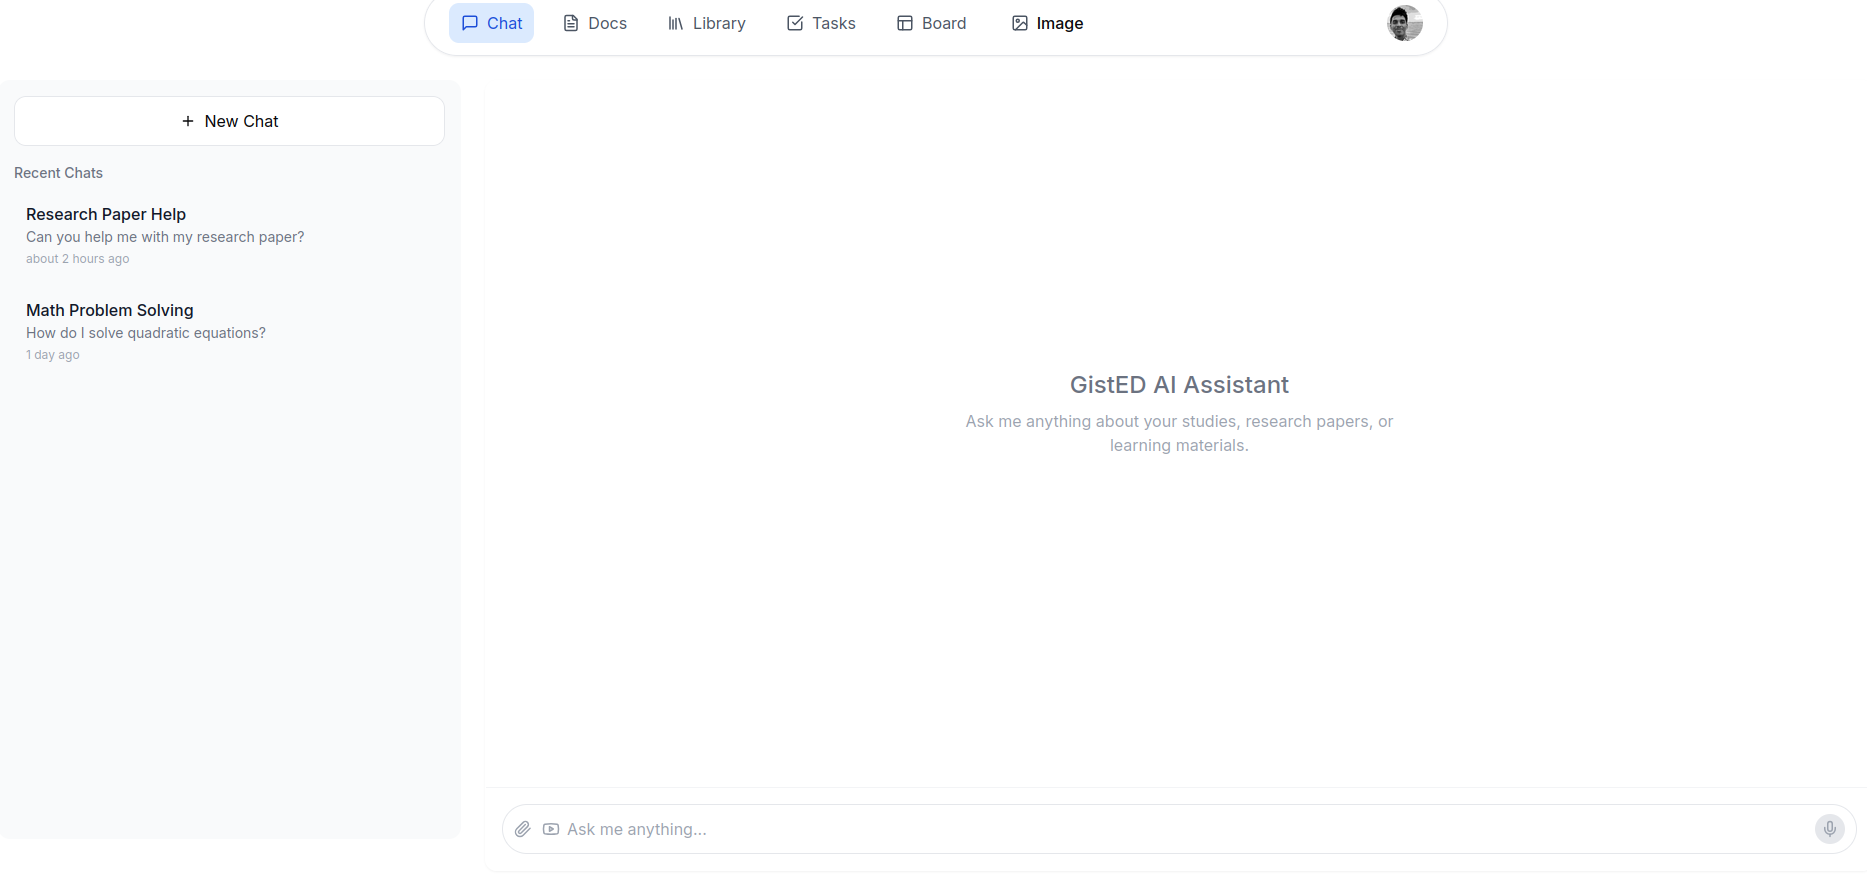 Chat
Docs
Library
Tasks
Board
Image
New Chat
Recent Chats
Research Paper Help
Can you help me with my research paper?
about 2 hours ago
Math Problem Solving
How do I solve quadratic equations?
1 day ago
GistED AI Assistant
Ask me anything about your studies, research papers, or
learning materials.
Ask me anything...